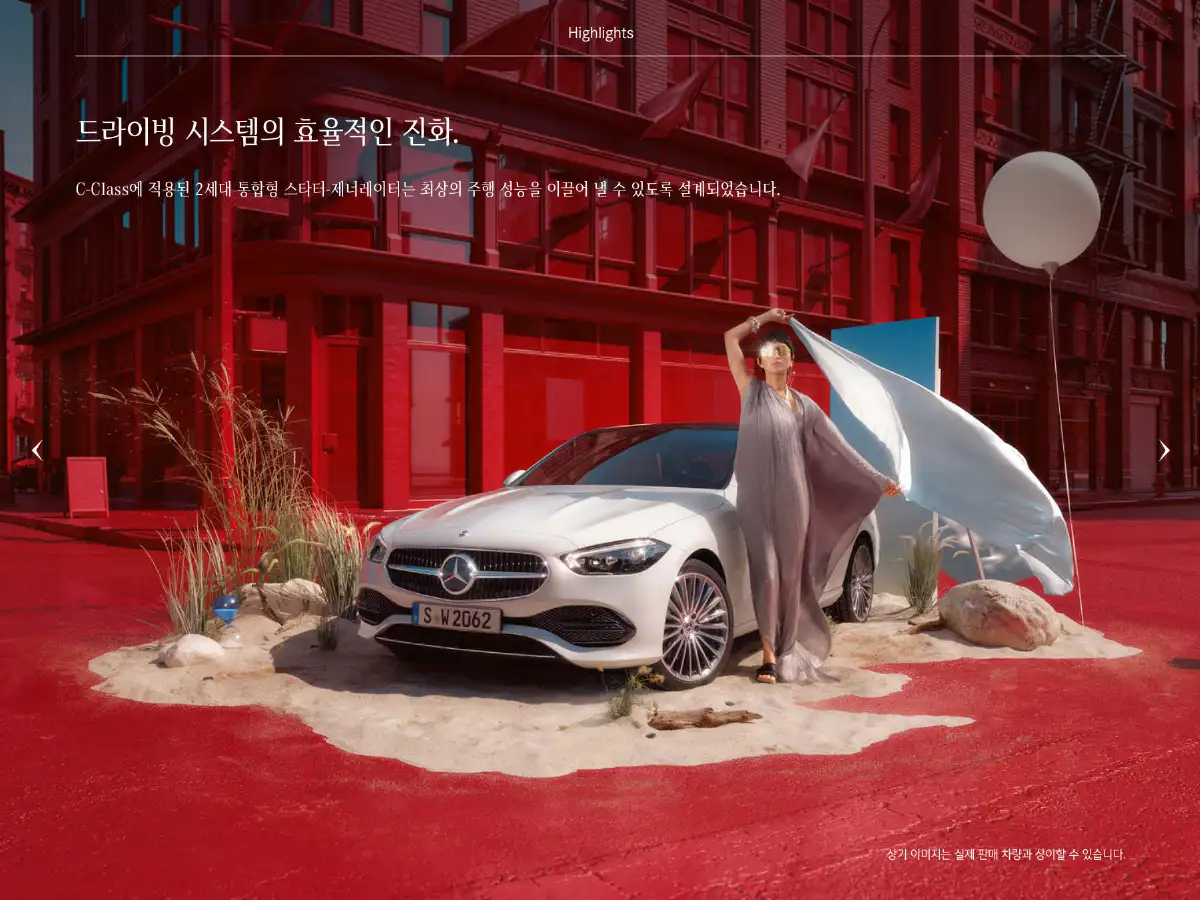 Highlights
드라이빙 시스템의 효율적인 진화.
C-Class에 적용된 2세대 통합형 스타터-제너레이터는 최상의 주행 성능을 이끌어 낼 수 있도록 설계되었습니다.
S W 2062
상기 이미지는 실제 판매 차량과 상이할 수 있습니다.